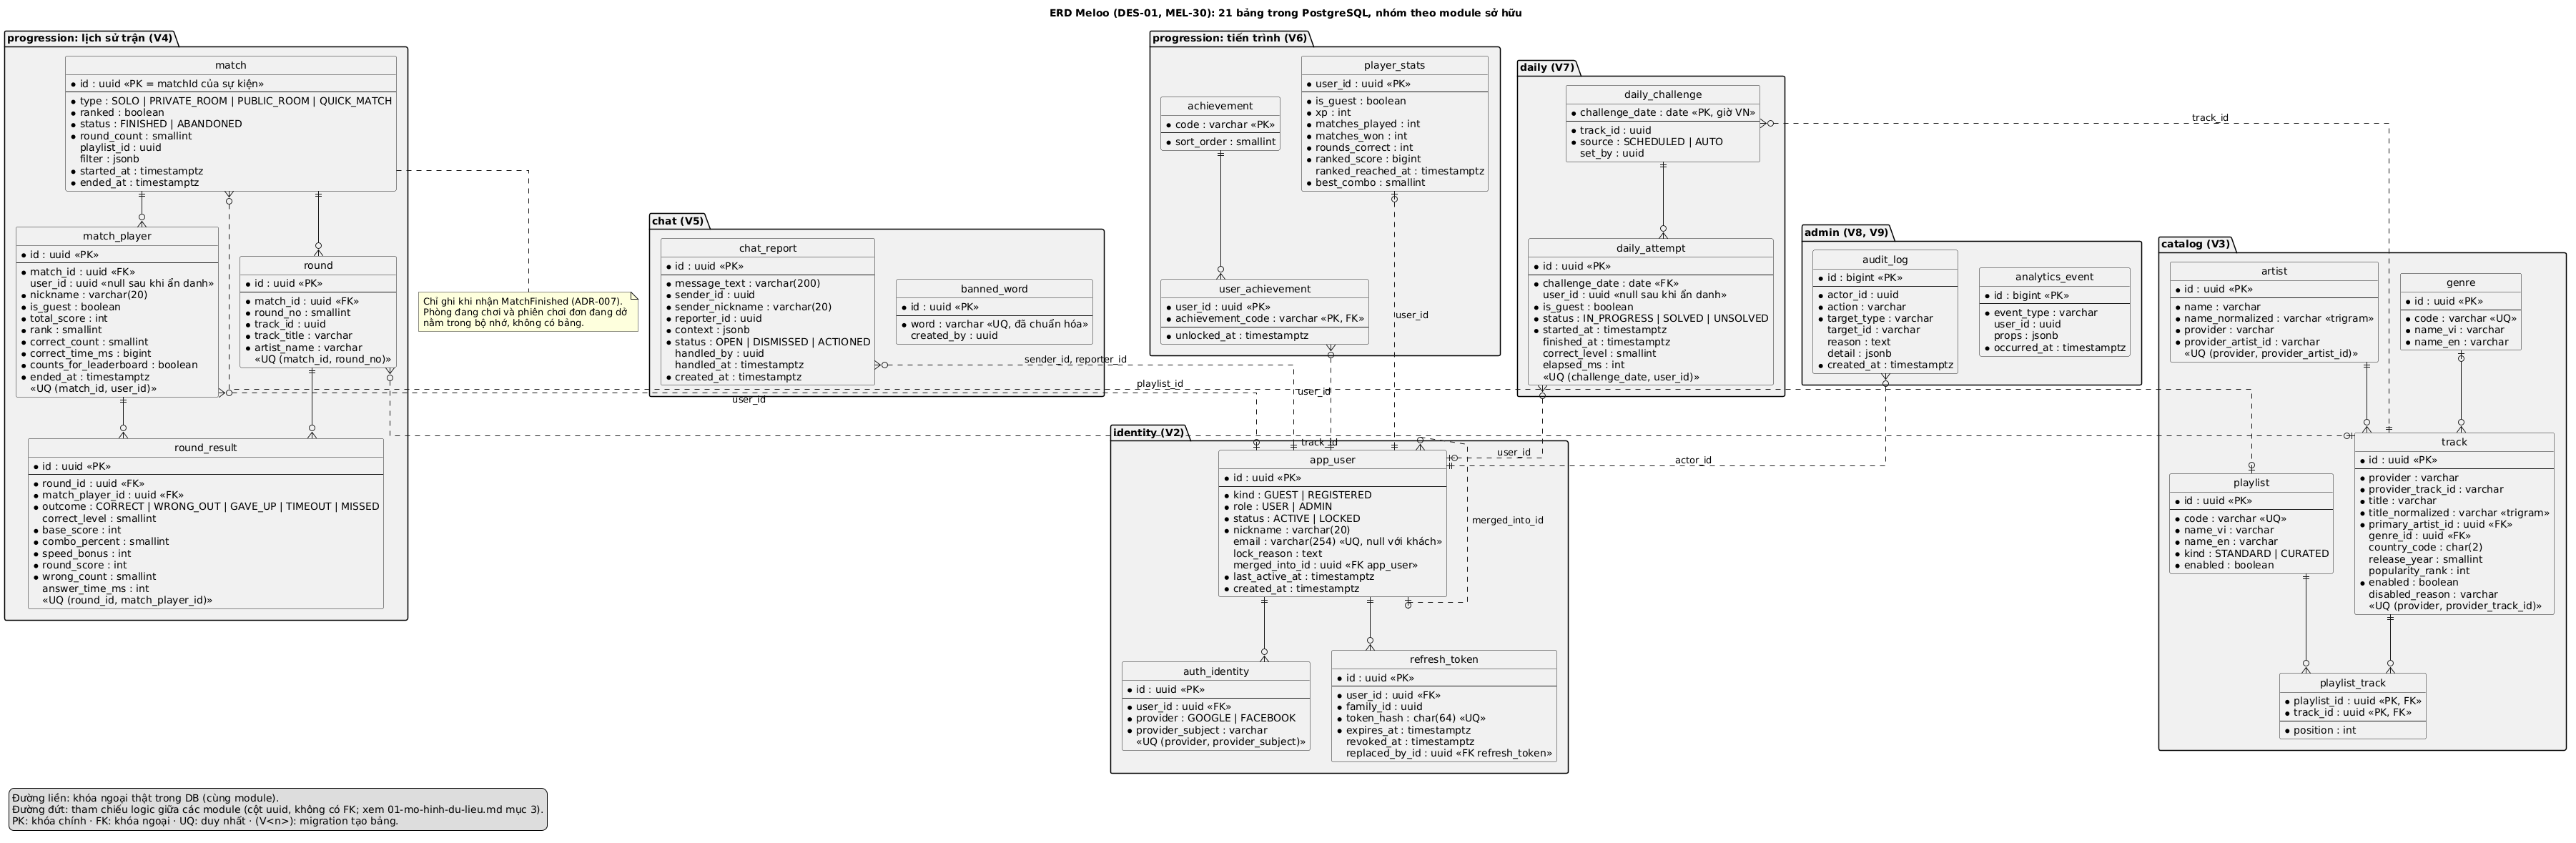 ERD Meloo (DES-01, MEL-30): 21 bảng trong PostgreSQL, nhóm theo module sở hữu
progression: lịch sử trận (V4)
match
id : uuid «PK = matchId của sự kiện»
type : SOLO | PRIVATE_ROOM | PUBLIC_ROOM | QUICK_MATCH
ranked : boolean
status : FINISHED | ABANDONED
round_count : smallint
playlist_id : uuid
filter : jsonb
started_at : timestamptz
ended_at : timestamptz
match_player
id : uuid «PK»
match_id : uuid «FK»
user_id : uuid «null sau khi ẩn danh»
nickname : varchar(20)
is_guest : boolean
total_score : int
rank : smallint
correct_count : smallint
correct_time_ms : bigint
counts_for_leaderboard : boolean
ended_at : timestamptz
«UQ (match_id, user_id)»
round
id : uuid «PK»
match_id : uuid «FK»
round_no : smallint
track_id : uuid
track_title : varchar
artist_name : varchar
«UQ (match_id, round_no)»
round_result
id : uuid «PK»
round_id : uuid «FK»
match_player_id : uuid «FK»
outcome : CORRECT | WRONG_OUT | GAVE_UP | TIMEOUT | MISSED
correct_level : smallint
base_score : int
combo_percent : smallint
speed_bonus : int
round_score : int
wrong_count : smallint
answer_time_ms : int
«UQ (round_id, match_player_id)»
Chỉ ghi khi nhận MatchFinished (ADR-007).
Phòng đang chơi và phiên chơi đơn đang dở
nằm trong bộ nhớ, không có bảng.
chat (V5)
chat_report
id : uuid «PK»
message_text : varchar(200)
sender_id : uuid
sender_nickname : varchar(20)
reporter_id : uuid
context : jsonb
status : OPEN | DISMISSED | ACTIONED
handled_by : uuid
handled_at : timestamptz
created_at : timestamptz
banned_word
id : uuid «PK»
word : varchar «UQ, đã chuẩn hóa»
created_by : uuid
progression: tiến trình (V6)
achievement
code : varchar «PK»
sort_order : smallint
player_stats
user_id : uuid «PK»
is_guest : boolean
xp : int
matches_played : int
matches_won : int
rounds_correct : int
ranked_score : bigint
ranked_reached_at : timestamptz
best_combo : smallint
user_achievement
user_id : uuid «PK»
achievement_code : varchar «PK, FK»
unlocked_at : timestamptz
daily (V7)
daily_challenge
challenge_date : date «PK, giờ VN»
track_id : uuid
source : SCHEDULED | AUTO
set_by : uuid
daily_attempt
id : uuid «PK»
challenge_date : date «FK»
user_id : uuid «null sau khi ẩn danh»
is_guest : boolean
status : IN_PROGRESS | SOLVED | UNSOLVED
started_at : timestamptz
finished_at : timestamptz
correct_level : smallint
elapsed_ms : int
«UQ (challenge_date, user_id)»
admin (V8, V9)
audit_log
id : bigint «PK»
actor_id : uuid
action : varchar
target_type : varchar
target_id : varchar
reason : text
detail : jsonb
created_at : timestamptz
analytics_event
id : bigint «PK»
event_type : varchar
user_id : uuid
props : jsonb
occurred_at : timestamptz
catalog (V3)
artist
id : uuid «PK»
name : varchar
name_normalized : varchar «trigram»
provider : varchar
provider_artist_id : varchar
«UQ (provider, provider_artist_id)»
genre
id : uuid «PK»
code : varchar «UQ»
name_vi : varchar
name_en : varchar
track
id : uuid «PK»
provider : varchar
provider_track_id : varchar
title : varchar
title_normalized : varchar «trigram»
primary_artist_id : uuid «FK»
genre_id : uuid «FK»
country_code : char(2)
release_year : smallint
popularity_rank : int
enabled : boolean
disabled_reason : varchar
«UQ (provider, provider_track_id)»
playlist
id : uuid «PK»
code : varchar «UQ»
name_vi : varchar
name_en : varchar
kind : STANDARD | CURATED
enabled : boolean
playlist_track
playlist_id : uuid «PK, FK»
track_id : uuid «PK, FK»
position : int
identity (V2)
app_user
id : uuid «PK»
kind : GUEST | REGISTERED
role : USER | ADMIN
status : ACTIVE | LOCKED
nickname : varchar(20)
email : varchar(254) «UQ, null với khách»
lock_reason : text
merged_into_id : uuid «FK app_user»
last_active_at : timestamptz
created_at : timestamptz
auth_identity
id : uuid «PK»
user_id : uuid «FK»
provider : GOOGLE | FACEBOOK
provider_subject : varchar
«UQ (provider, provider_subject)»
refresh_token
id : uuid «PK»
user_id : uuid «FK»
family_id : uuid
token_hash : char(64) «UQ»
expires_at : timestamptz
revoked_at : timestamptz
replaced_by_id : uuid «FK refresh_token»
track_id
user_id
sender_id, reporter_id
playlist_id
user_id
user_id
track_id
user_id
actor_id
merged_into_id
Đường liền: khóa ngoại thật trong DB (cùng module).
Đường đứt: tham chiếu logic giữa các module (cột uuid, không có FK; xem 01-mo-hinh-du-lieu.md mục 3).
PK: khóa chính · FK: khóa ngoại · UQ: duy nhất · (V<n>): migration tạo bảng.